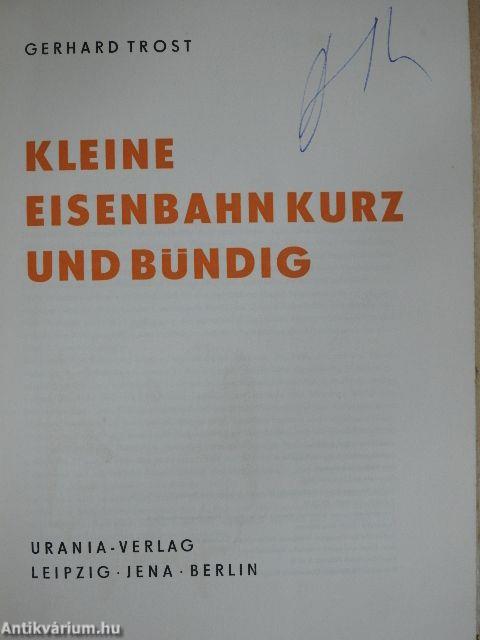 GERHARD TROST
KLEINE
EISENBAHN KURZ
UND BÜNDIG
URANIA-VERLAG
LEIPZIG · JENA · BERLIN
Antikvárium.hu